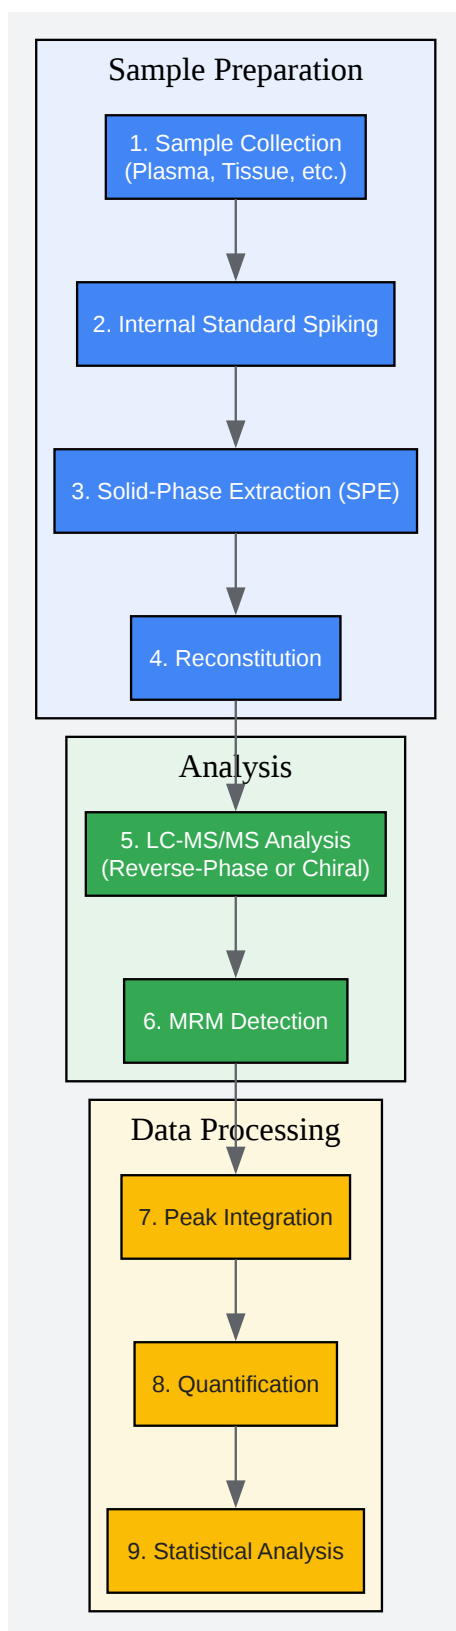 Sample Preparation
1. Sample Collection
(Plasma, Tissue, etc.)
2. Internal Standard Spiking
3. Solid-Phase Extraction (SPE)
4. Reconstitution
Analysis
5. LC-MS/MS Analysis
(Reverse-Phase or Chiral)
6. MRM Detection
Data Processing
7. Peak Integration
8. Quantification
9. Statistical Analysis